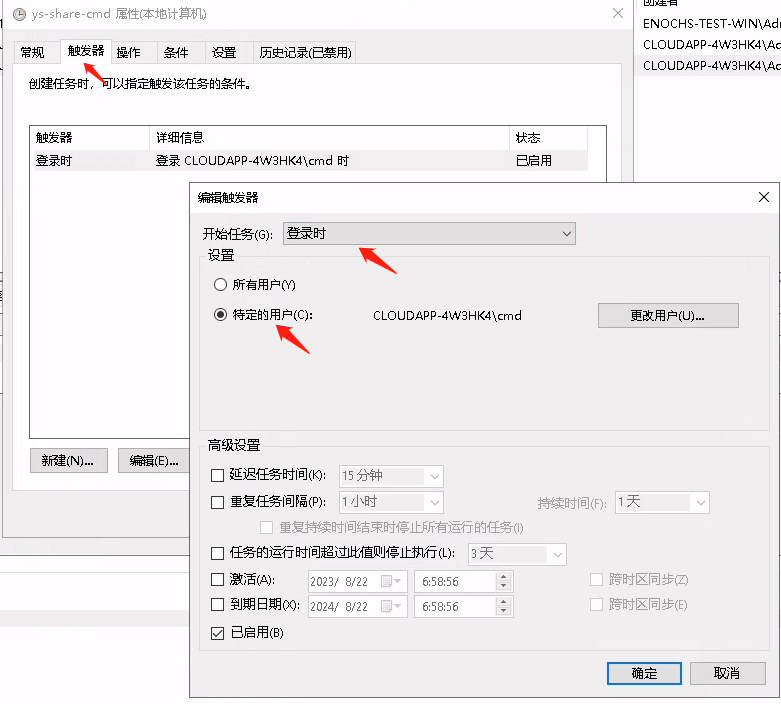 ys-share-cmd 属性(本地计算机)
创建者
ENOCHS-TEST-WIN\Adr
CLOUDAPP-4W3HK4\Ac
CLOUDAPP-4W3HK4\Ac
常规 触发器 操作 条件 设置 历史记录(已禁用)
创建任务时，可以指定触发该任务的条件。
触发器 详细信息 状态
登录时 登录 CLOUDAPP-4W3HK4\cmd 时 已启用
新建(N)... 编辑(E)...
编辑触发器
开始任务(G): 登录时
设置
所有用户(Y)
特定的用户(C): CLOUDAPP-4W3HK4\cmd 更改用户(U)...
高级设置
延迟任务时间(K): 15 分钟
重复任务间隔(P): 1 小时 持续时间(F): 1 天
重复持续时间结束时停止所有运行的任务(I)
任务的运行时间超过此值则停止执行(L): 3 天
激活(A): 2023/ 8/22 6:58:56 跨时区同步(Z)
到期日期(X): 2024/ 8/22 6:58:56 跨时区同步(E)
已启用(B)
确定 取消